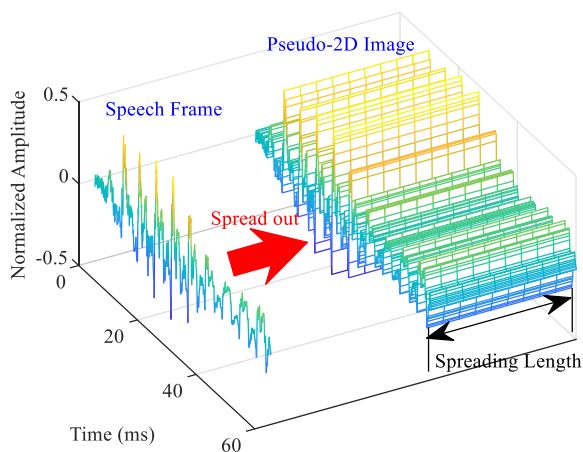 Pseudo-2D Image
Speech Frame
Normalized Amplitude
0.5
0
-0.5
Spread out
0
20
40
60
Time (ms)
Spreading Length